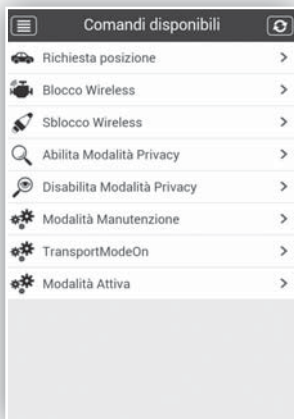 Comandi disponibili
Richiesta posizione
Blocco Wireless
Sblocco Wireless
Abilita Modalità Privacy
Disabilita Modalità Privacy
Modalità Manutenzione
TransportModeOn
Modalità Attiva